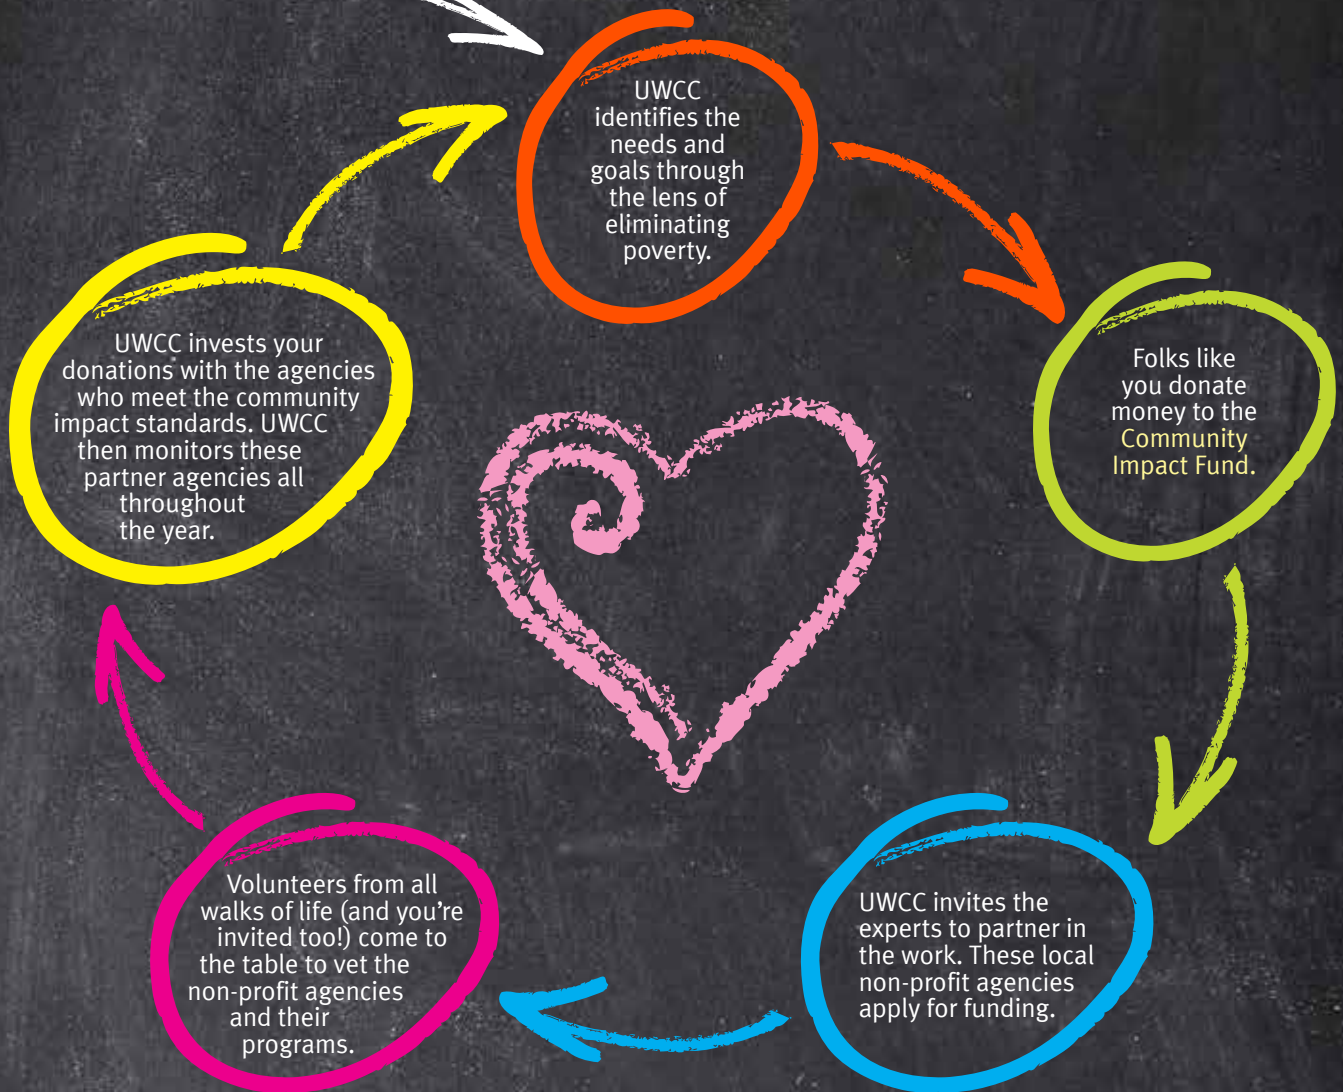 UWCC
identifies the
needs and
goals through
the lens of
eliminating
poverty.
Folks like
you donate
money to the
Community
Impact Fund.
UWCC invites the
experts to partner in
the work. These local
non-profit agencies
apply for funding.
Volunteers from all
walks of life (and you’re
invited too!) come to
the table to vet the
non-profit agencies
and their
programs.
UWCC invests your
donations with the agencies
who meet the community
impact standards. UWCC
then monitors these
partner agencies all
throughout
the year.